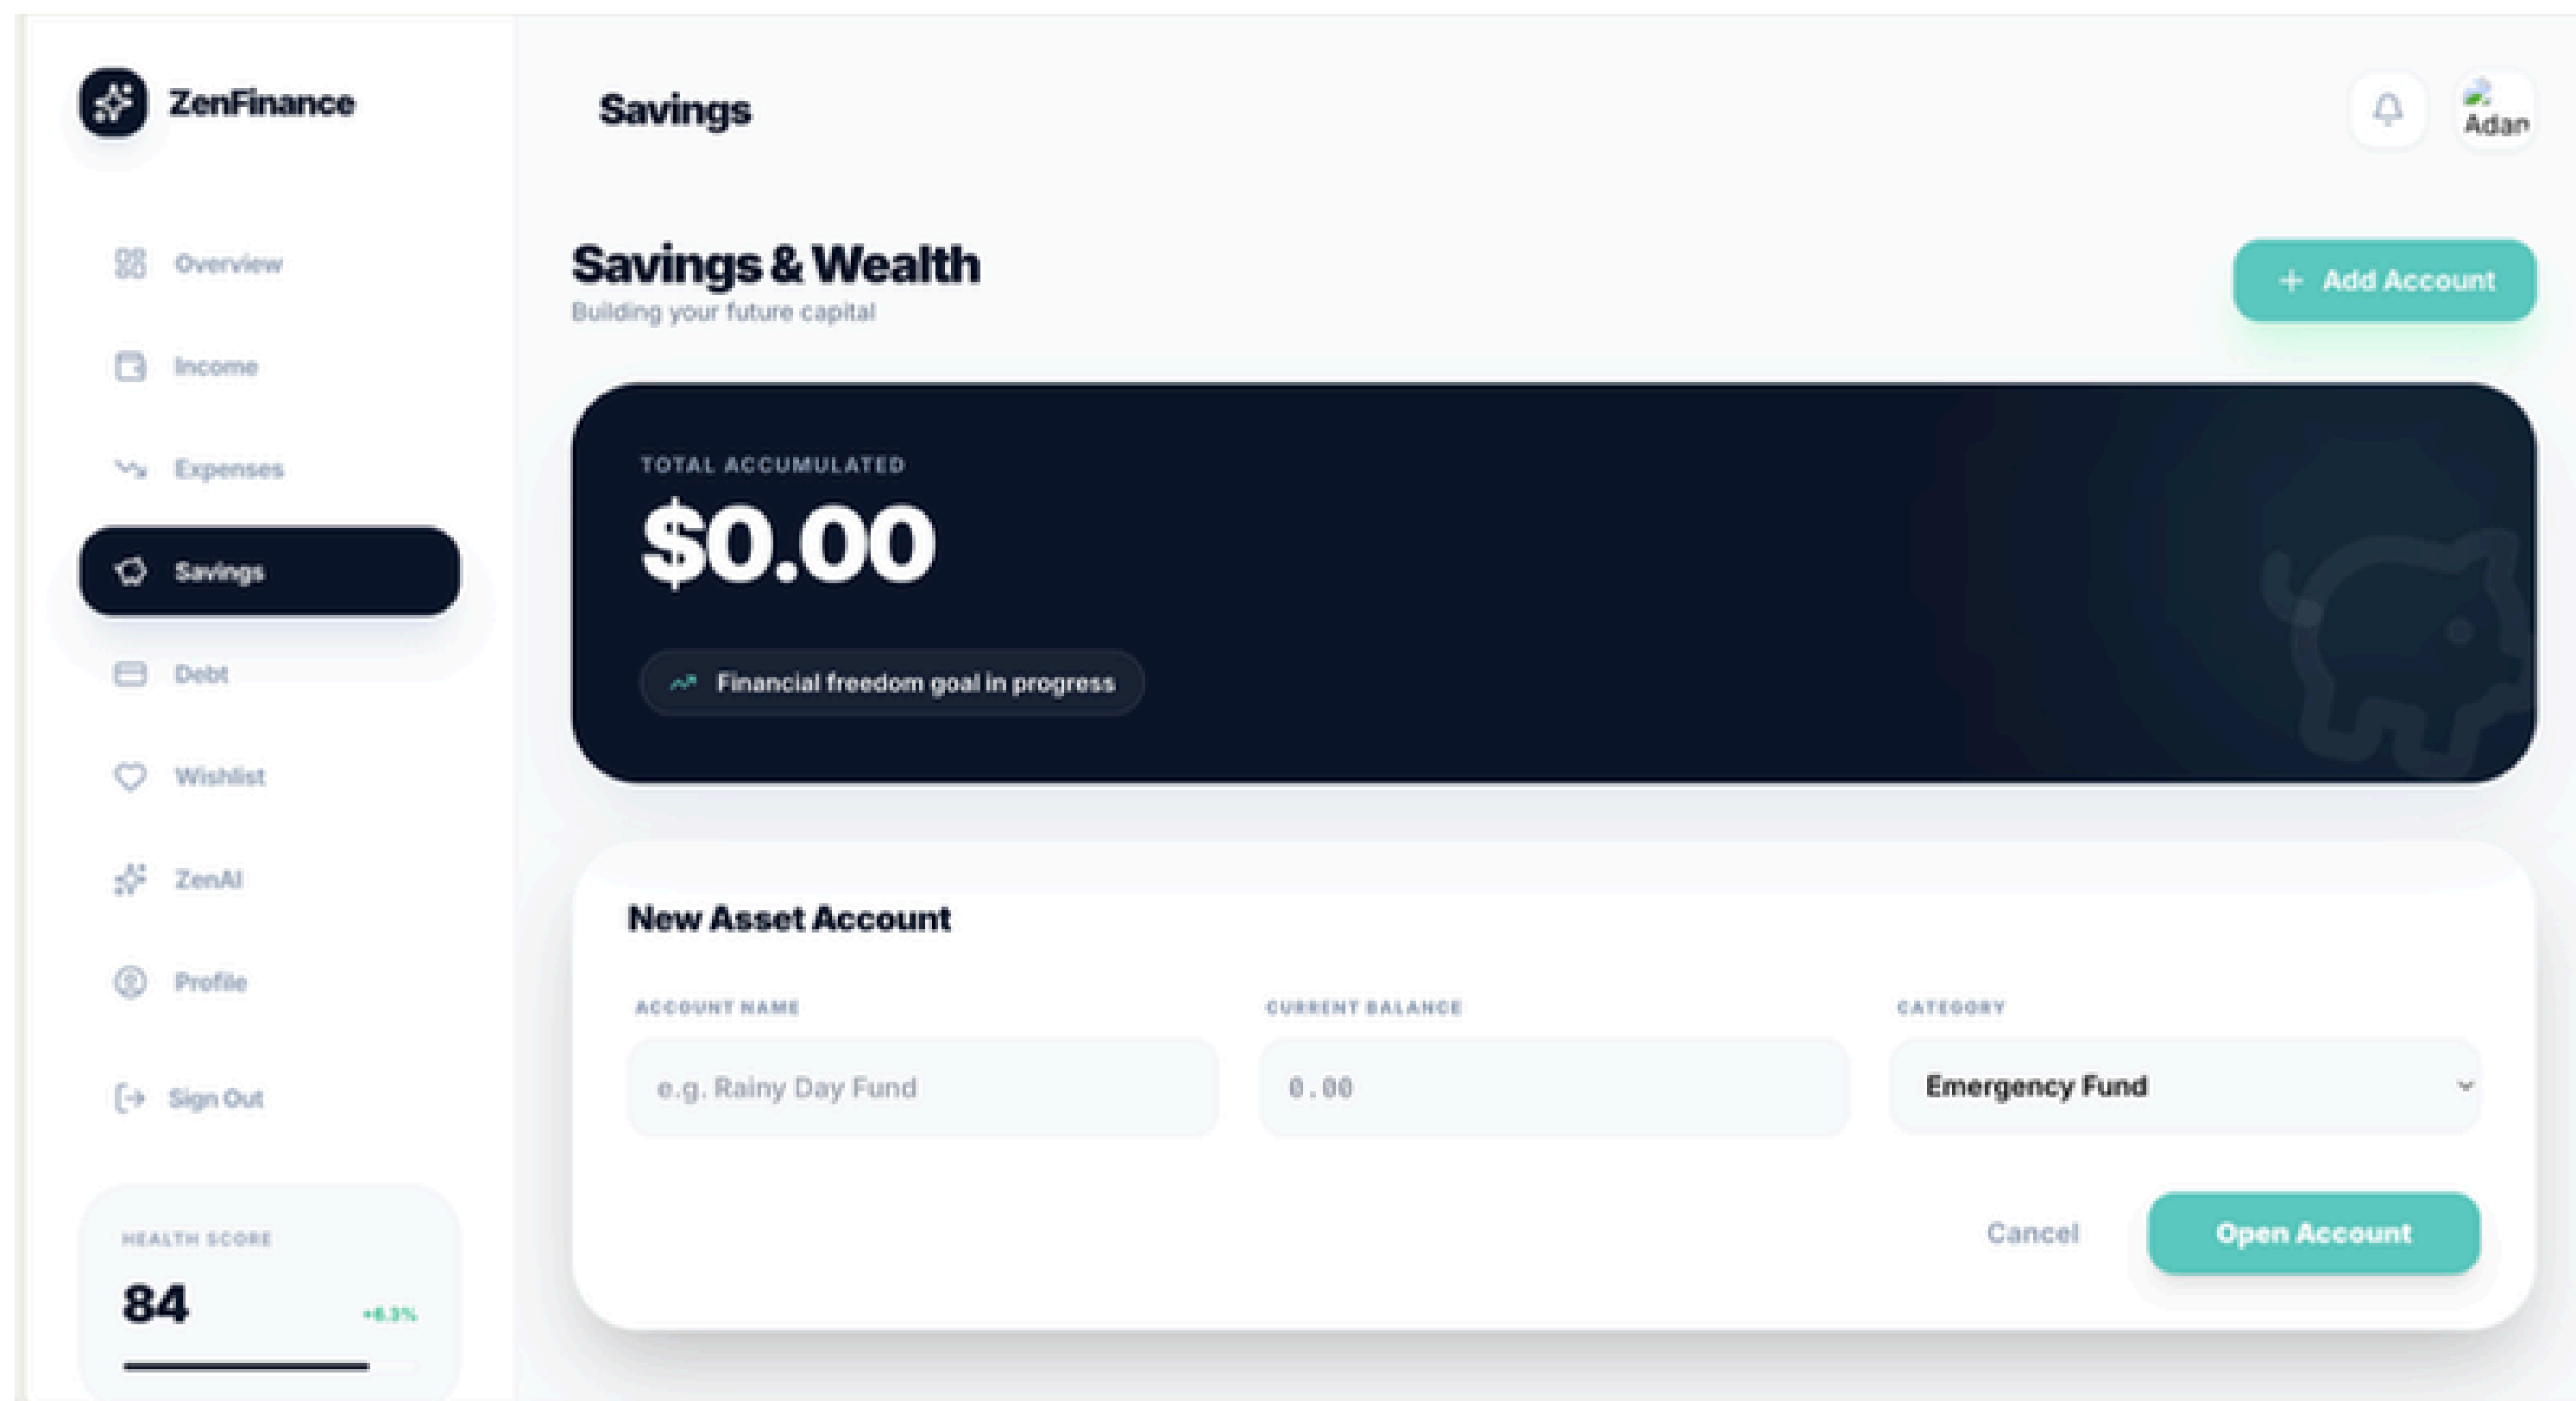 ZenFinance
Overview
Income
Expenses
Savings
Debt
Wishlist
ZenAI
Profile
Sign Out
HEALTH SCORE
84
+6.3%
Savings
Adan
Savings & Wealth
Building your future capital
+ Add Account
TOTAL ACCUMULATED
$0.00
Financial freedom goal in progress
New Asset Account
ACCOUNT NAME
e.g. Rainy Day Fund
CURRENT BALANCE
0.00
CATEGORY
Emergency Fund
Cancel
Open Account